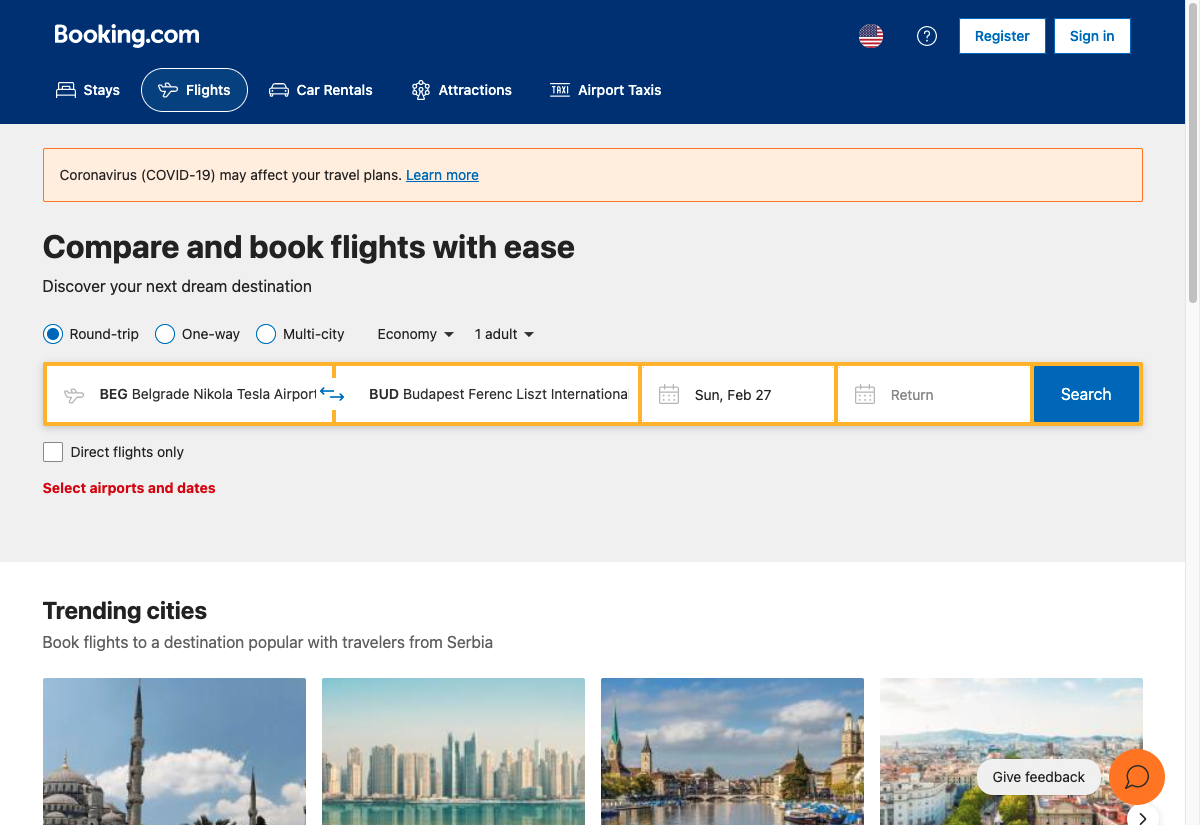 Booking.com
Register
Sign in
Stays
Flights
Car Rentals
Attractions
TAXI
Airport Taxis
Coronavirus (COVID-19) may affect your travel plans. Learn more
Compare and book flights with ease
Discover your next dream destination
Round-trip
One-way
Multi-city
Economy
1 adult
BEG Belgrade Nikola Tesla Airport
BUD Budapest Ferenc Liszt Internationa
Sun, Feb 27
Return
Search
Direct flights only
Select airports and dates
Trending cities
Book flights to a destination popular with travelers from Serbia
Give feedback